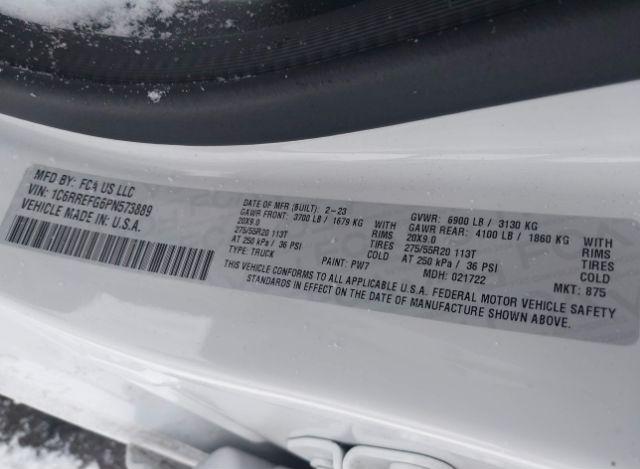 MFD BY: FCA US LLC
VIN: 1C6RREFG6PN573889
VEHICLE MADE IN U.S.A.
DATE OF MFR (BUILT): 2-23
GAWR FRONT: 3700 LB / 1679 KG WITH
20X9.0 RIMS
275/55R20 113T TIRES
AT 250 kPa / 36 PSI COLD
TYPE: TRUCK PAINT: PW7
GVWR: 6900 LB / 3130 KG
GAWR REAR: 4100 LB / 1860 KG WITH
20X9.0 RIMS
275/55R20 113T TIRES
AT 250 kPa / 36 PSI COLD
MDH: 021722 MKT: 875
THIS VEHICLE CONFORMS TO ALL APPLICABLE U.S.A. FEDERAL MOTOR VEHICLE SAFETY
STANDARDS IN EFFECT ON THE DATE OF MANUFACTURE SHOWN ABOVE.